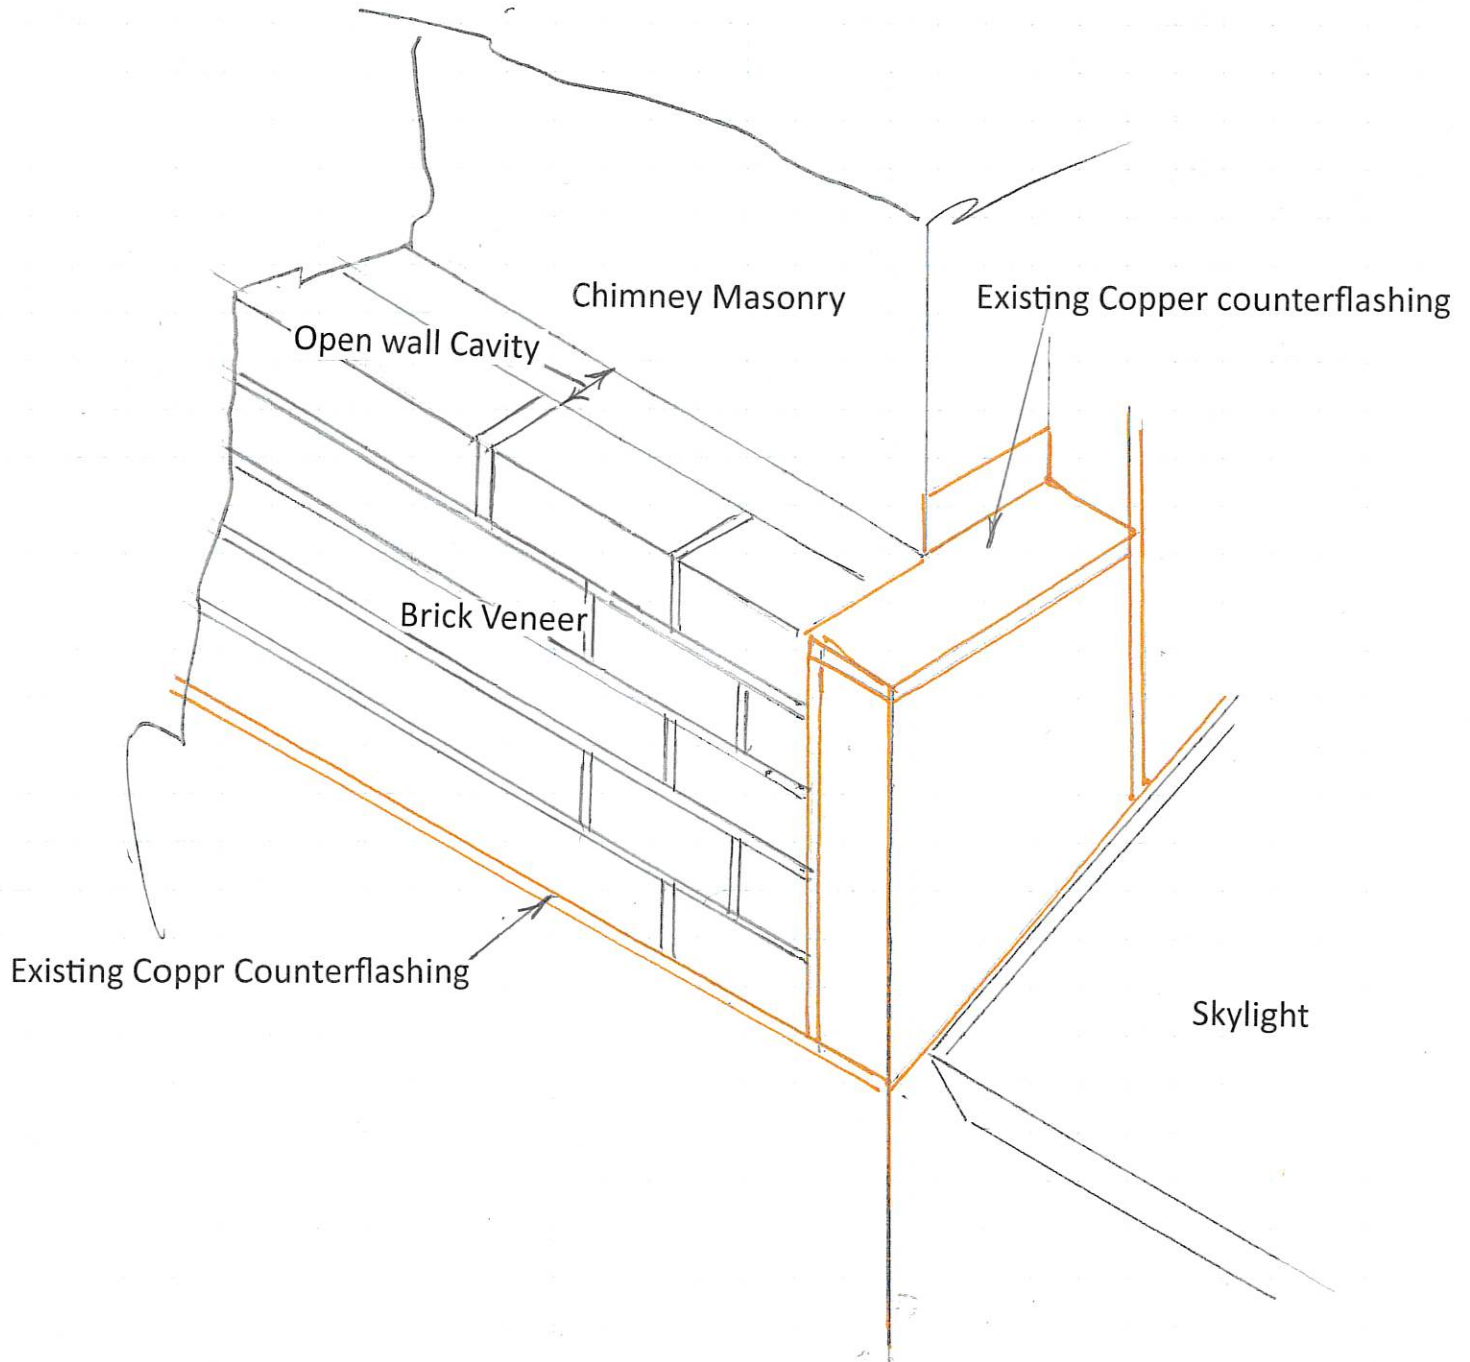 Chimney Masonry
Existing Copper counterflashing
Open wall Cavity
Brick Veneer
Existing Coppr Counterflashing
Skylight